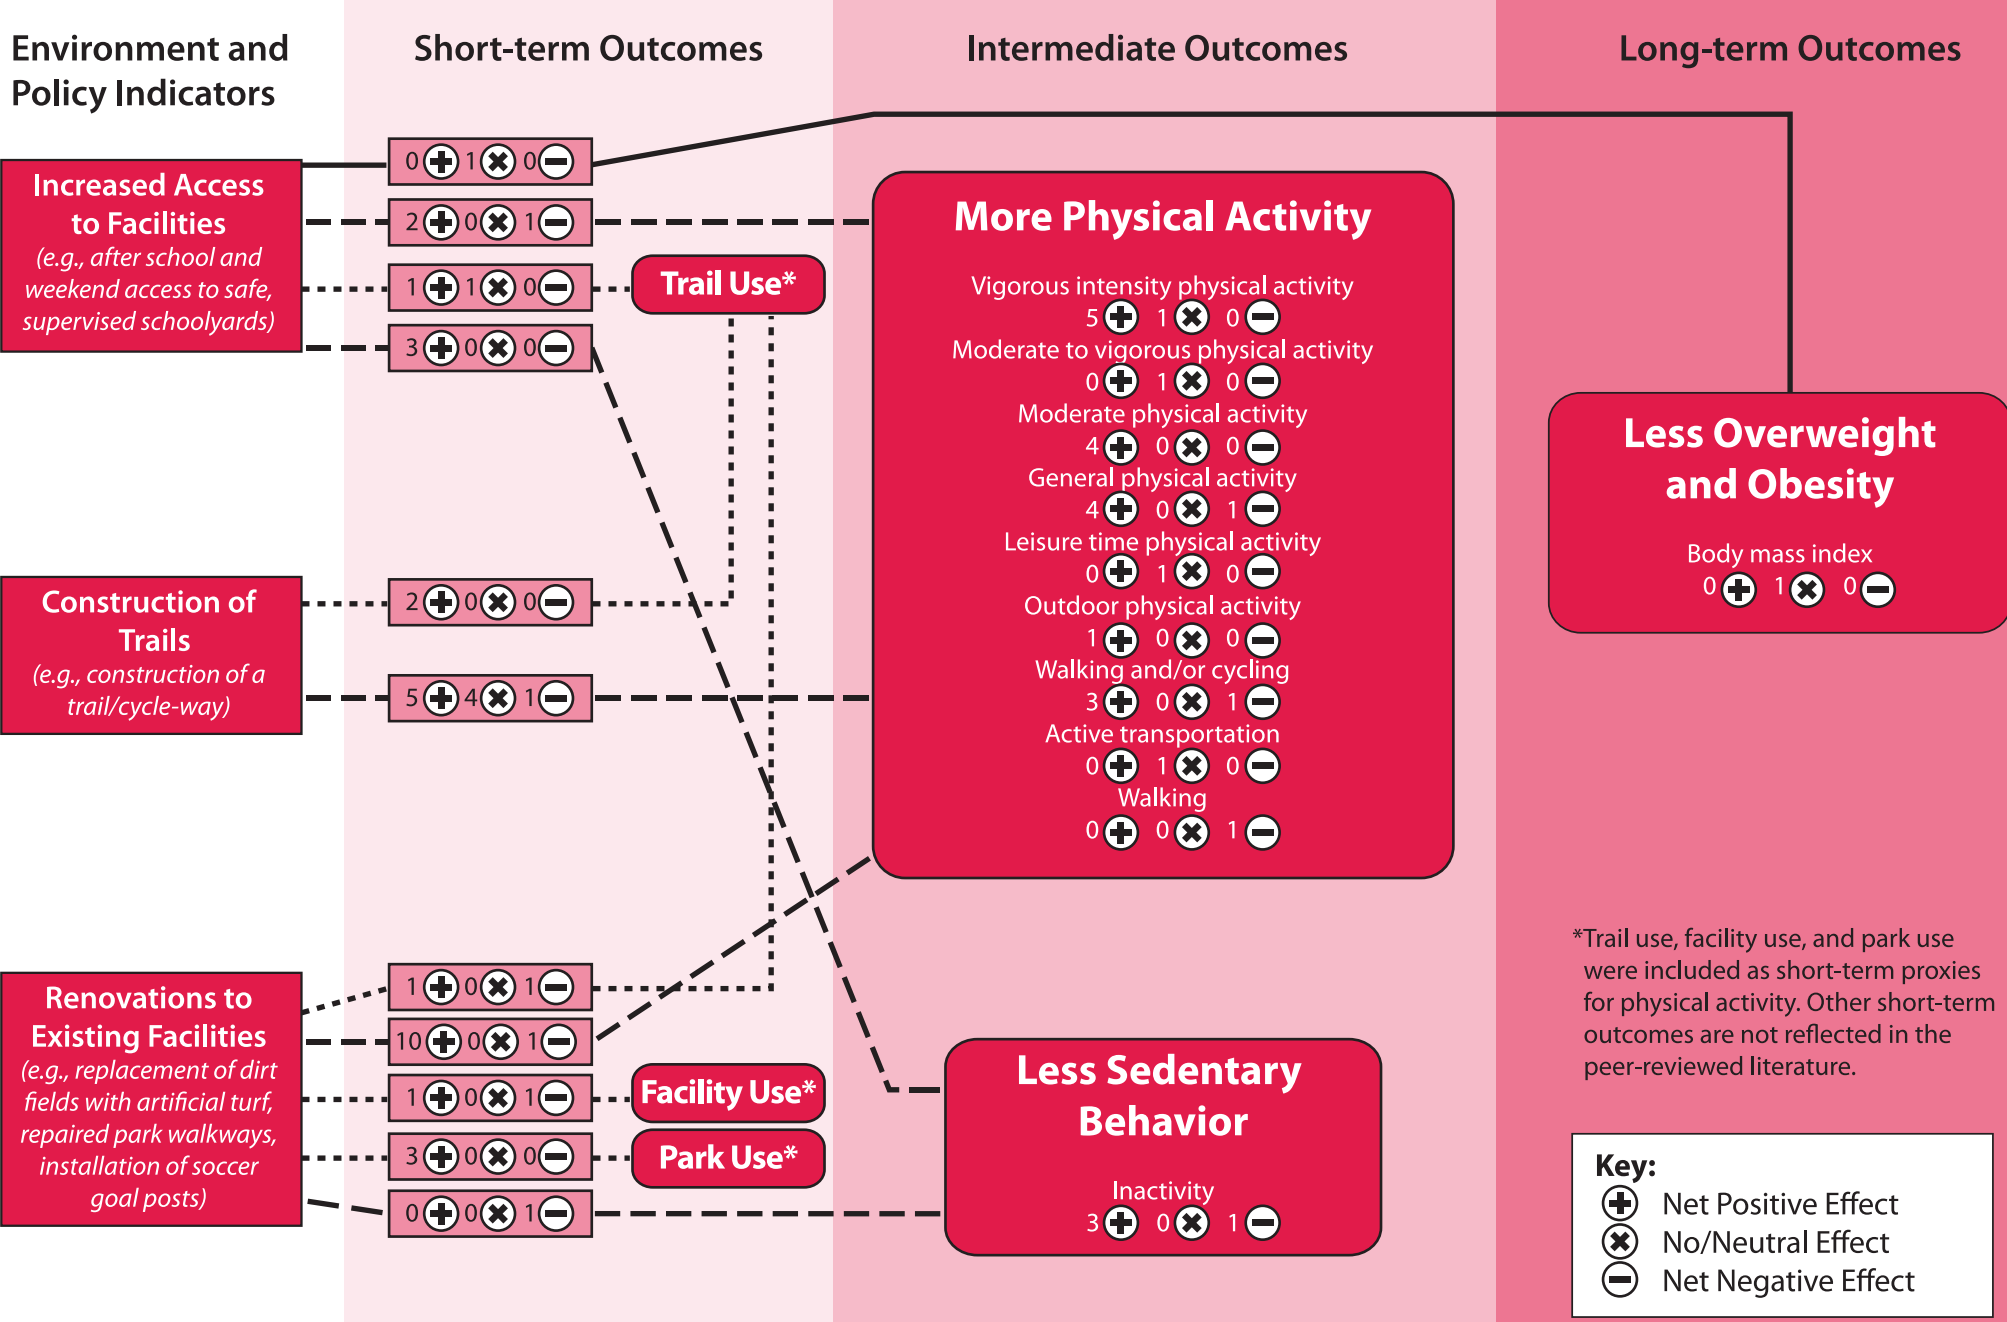 Environment and
Policy Indicators
Short-term Outcomes
Intermediate Outcomes
Long-term Outcomes
Increased Access
to Facilities
(e.g., after school and
weekend access to safe,
supervised schoolyards)
0 1 0
2 0 1
1 1 0
3 0 0
Trail Use*
Construction of
Trails
(e.g., construction of a
trail/cycle-way)
2 0 0
5 4 1
Renovations to
Existing Facilities
(e.g., replacement of dirt
fields with artificial turf,
repaired park walkways,
installation of soccer
goal posts)
1 0 1
10 0 1
1 0 1
3 0 0
0 0 1
Facility Use*
Park Use*
More Physical Activity
Vigorous intensity physical activity
5 1 0
Moderate to vigorous physical activity
0 1 0
Moderate physical activity
4 0 0
General physical activity
4 0 1
Leisure time physical activity
0 1 0
Outdoor physical activity
1 0 0
Walking and/or cycling
3 0 1
Active transportation
0 1 0
Walking
0 0 1
Less Sedentary
Behavior
Inactivity
3 0 1
Less Overweight
and Obesity
Body mass index
0 1 0
*Trail use, facility use, and park use
were included as short-term proxies
for physical activity. Other short-term
outcomes are not reflected in the
peer-reviewed literature.
Key:
Net Positive Effect
No/Neutral Effect
Net Negative Effect